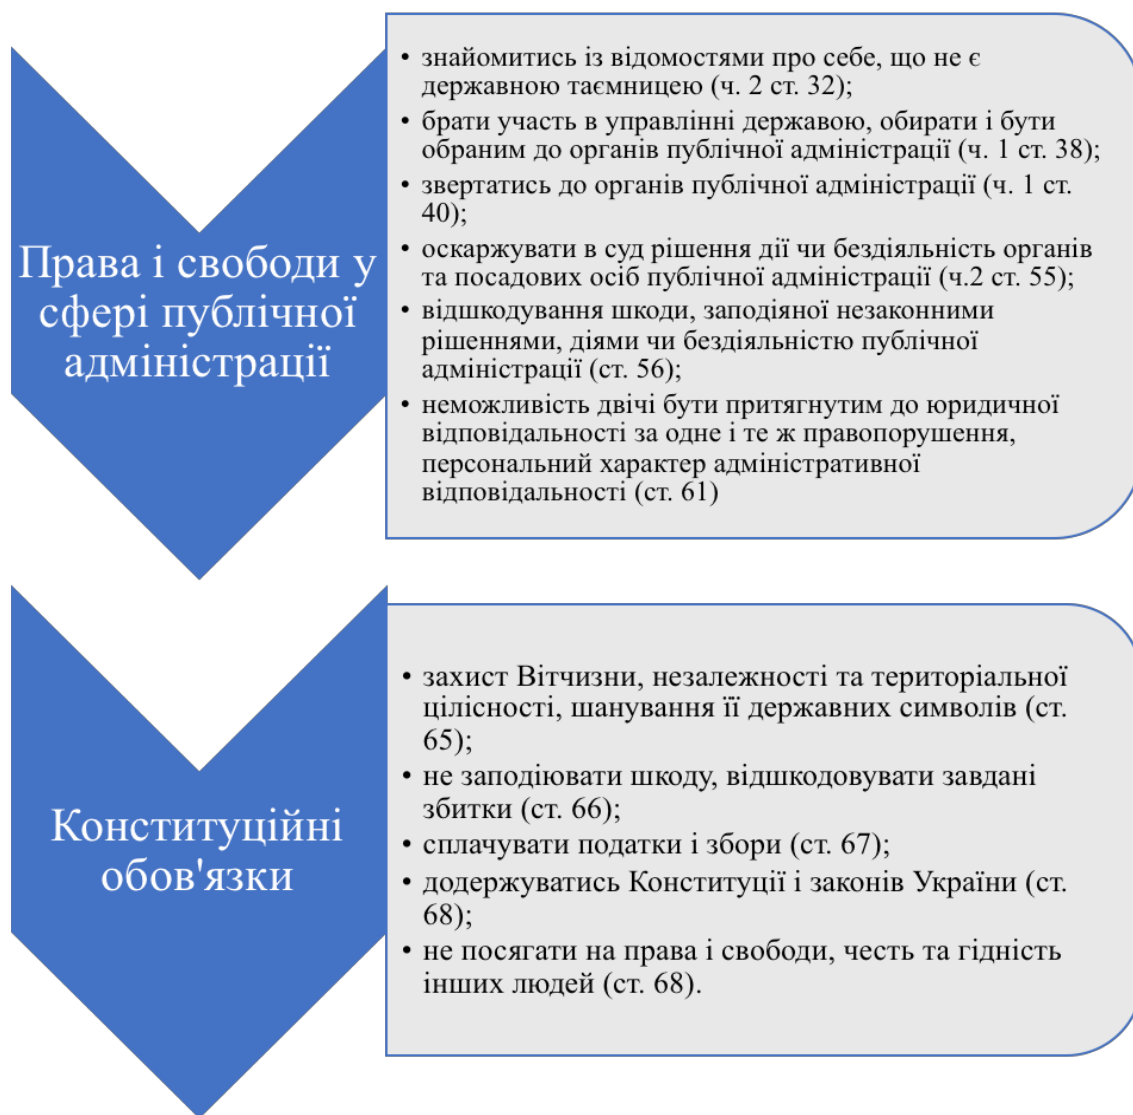 Права і свободи у
сфері публічної
адміністрації
• знайомитись із відомостями про себе, що не є
державною таємницею (ч. 2 ст. 32);
• брати участь в управлінні державою, обирати і бути
обраним до органів публічної адміністрації (ч. 1 ст. 38);
• звертатись до органів публічної адміністрації (ч. 1 ст.
40);
• оскаржувати в суд рішення дії чи бездіяльність органів
та посадових осіб публічної адміністрації (ч.2 ст. 55);
• відшкодування шкоди, заподіяної незаконними
рішеннями, діями чи бездіяльністю публічної
адміністрації (ст. 56);
• неможливість двічі бути притягнутим до юридичної
відповідальності за одне і те ж правопорушення,
персональний характер адміністративної
відповідальності (ст. 61)
Конституційні
обов'язки
• захист Вітчизни, незалежності та територіальної
цілісності, шанування її державних символів (ст.
65);
• не заподіювати шкоду, відшкодовувати завдані
збитки (ст. 66);
• сплачувати податки і збори (ст. 67);
• додержуватись Конституції і законів України (ст.
68);
• не посягати на права і свободи, честь та гідність
інших людей (ст. 68).